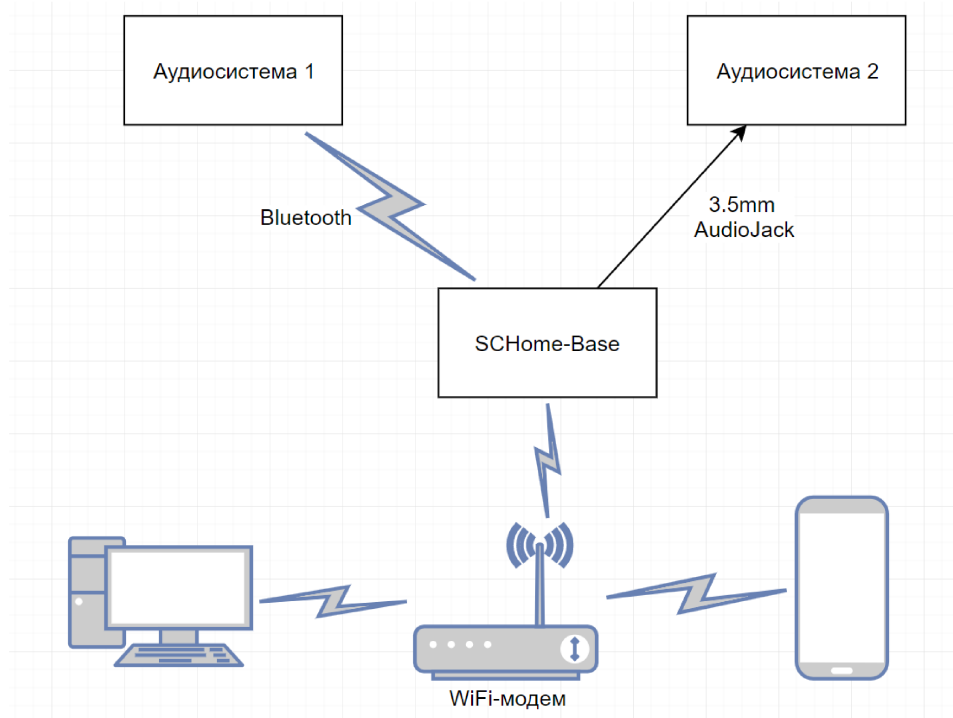 Аудиосистема 1
Аудиосистема 2
Bluetooth
3.5mm
AudioJack
SCHome-Base
WiFi-модем